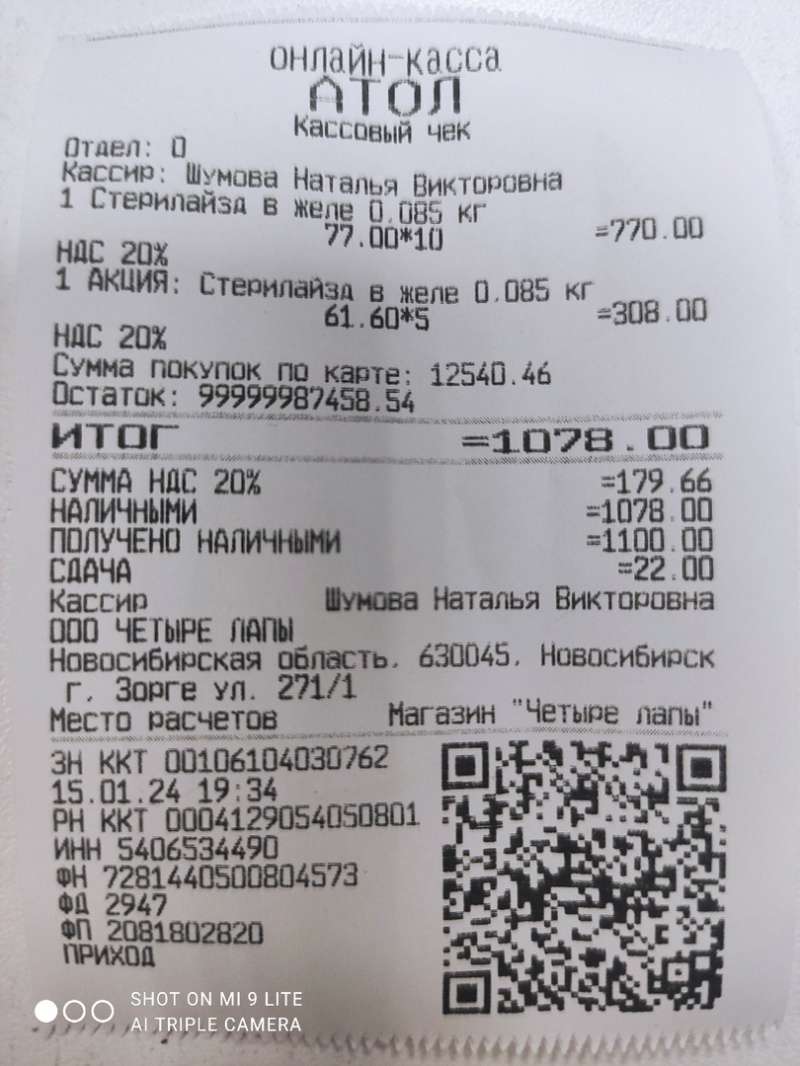 ОНЛАЙН-КАССА
АТОЛ
Кассовый чек
Отдел: 0
Кассир: Шумова Наталья Викторовна
1 Стерилайзд в желе 0.085 кг
77.00*10 =770.00
НДС 20%
1 АКЦИЯ: Стерилайзд в желе 0.085 кг
61.60*5 =308.00
НДС 20%
Сумма покупок по карте: 12540.46
Остаток: 99999987458.54
ИТОГ =1078.00
СУММА НДС 20% =179.66
НАЛИЧНЫМИ =1078.00
ПОЛУЧЕНО НАЛИЧНЫМИ =1100.00
СДАЧА =22.00
Кассир Шумова Наталья Викторовна
ООО ЧЕТЫРЕ ЛАПЫ
Новосибирская область, 630045, Новосибирск
г, Зорге ул. 271/1
Место расчетов Магазин "Четыре лапы"
ЗН ККТ 00106104030762
15.01.24 19:34
РН ККТ 0004129054050801
ИНН 5406534490
ФН 7281440500804573
ФД 2947
ФП 2081802820
ПРИХОД
SHOT ON MI 9 LITE
AI TRIPLE CAMERA